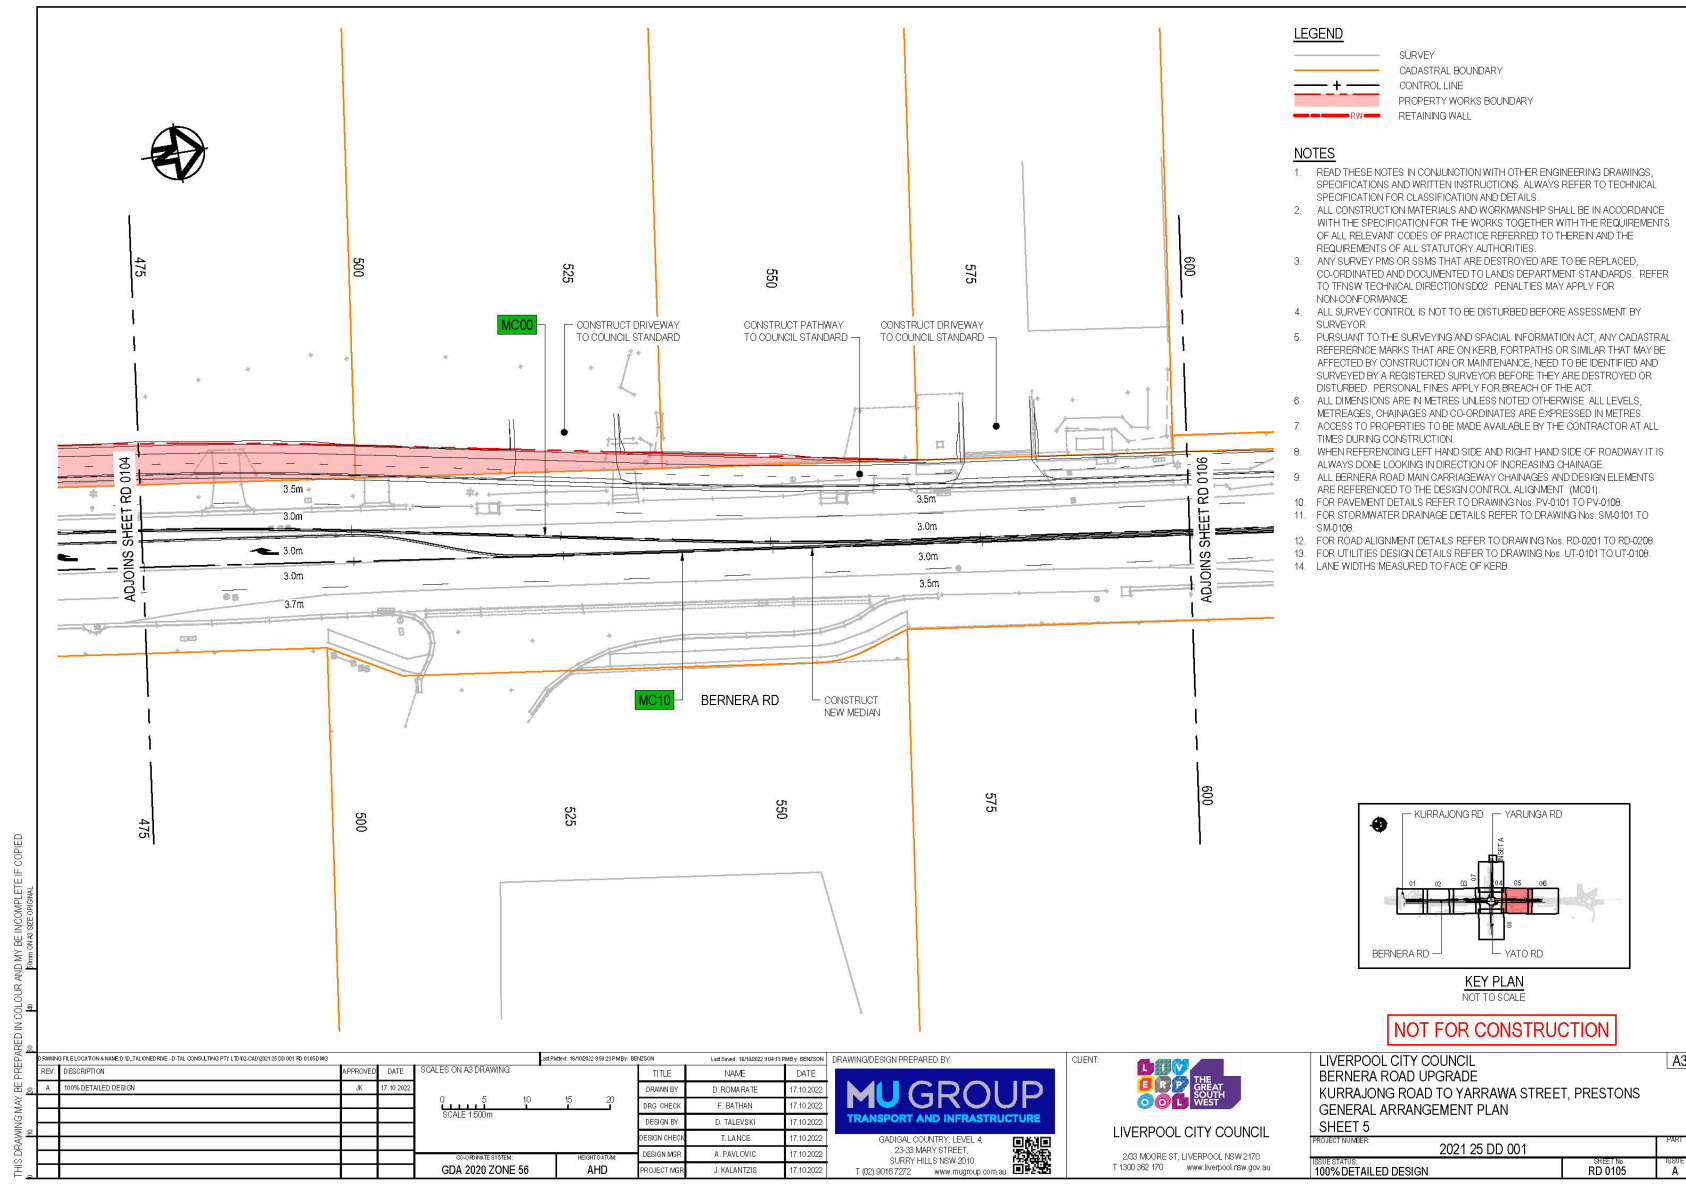 LEGEND
SURVEY
CADASTRAL BOUNDARY
CONTROL LINE
PROPERTY WORKS BOUNDARY
RW
RETAINING WALL
NOTES
1. READ THESE NOTES IN CONJUNCTION WITH OTHER ENGINEERING DRAWINGS,
SPECIFICATIONS AND WRITTEN INSTRUCTIONS. ALWAYS REFER TO TECHNICAL
SPECIFICATION FOR CLASSIFICATION AND DETAILS.
2. ALL CONSTRUCTION MATERIALS AND WORKMANSHIP SHALL BE IN ACCORDANCE
WITH THE SPECIFICATION FOR THE WORKS TOGETHER WITH THE REQUIREMENTS
OF ALL RELEVANT CODES OF PRACTICE REFERRED TO THEREIN AND THE
REQUIREMENTS OF ALL STATUTORY AUTHORITIES.
3. ANY SURVEY PMS OR SSMS THAT ARE DESTROYED ARE TO BE REPLACED,
CO-ORDINATED AND DOCUMENTED TO LANDS DEPARTMENT STANDARDS. REFER
TO TFNSW TECHNICAL DIRECTION SD02. PENALTIES MAY APPLY FOR
NON-CONFORMANCE.
4. ALL SURVEY CONTROL IS NOT TO BE DISTURBED BEFORE ASSESSMENT BY
SURVEYOR.
5. PURSUANT TO THE SURVEYING AND SPACIAL INFORMATION ACT, ANY CADASTRAL
REFERERNCE MARKS THAT ARE ON KERB, FORTPATHS OR SIMILAR THAT MAY BE
AFFECTED BY CONSTRUCTION OR MAINTENANCE, NEED TO BE IDENTIFIED AND
SURVEYED BY A REGISTERED SURVEYOR BEFORE THEY ARE DESTROYED OR
DISTURBED. PERSONAL FINES APPLY FOR BREACH OF THE ACT.
6. ALL DIMENSIONS ARE IN METRES UNLESS NOTED OTHERWISE. ALL LEVELS,
METREAGES, CHAINAGES AND CO-ORDINATES ARE EXPRESSED IN METRES.
7. ACCESS TO PROPERTIES TO BE MADE AVAILABLE BY THE CONTRACTOR AT ALL
TIMES DURING CONSTRUCTION.
8. WHEN REFERENCING LEFT HAND SIDE AND RIGHT HAND SIDE OF ROADWAY IT IS
ALWAYS DONE LOOKING IN DIRECTION OF INCREASING CHAINAGE.
9. ALL BERNERA ROAD MAIN CARRIAGEWAY CHAINAGES AND DESIGN ELEMENTS
ARE REFERENCED TO THE DESIGN CONTROL ALIGNMENT (MC01).
10. FOR PAVEMENT DETAILS REFER TO DRAWING Nos. PV-0101 TO PV-0108.
11. FOR STORMWATER DRAINAGE DETAILS REFER TO DRAWING Nos. SM-0101 TO
SM-0108.
12. FOR ROAD ALIGNMENT DETAILS REFER TO DRAWING Nos. RD-0201 TO RD-0208.
13. FOR UTILITIES DESIGN DETAILS REFER TO DRAWING Nos. UT-0101 TO UT-0108.
14. LANE WIDTHS MEASURED TO FACE OF KERB.
N
475
500
525
550
575
600
MC00
CONSTRUCT DRIVEWAY
TO COUNCIL STANDARD
CONSTRUCT PATHWAY
TO COUNCIL STANDARD
CONSTRUCT DRIVEWAY
TO COUNCIL STANDARD
ADJOINS SHEET RD 0104
ADJOINS SHEET RD 0106
3.5m
3.0m
3.0m
3.0m
3.7m
3.5m
3.0m
3.0m
3.5m
MC10
BERNERA RD
CONSTRUCT
NEW MEDIAN
475
500
525
550
575
600
KURRAJONG RD
YARUNGA RD
INSET A
01
02
03
04
05
06
07
08
BERNERA RD
YATO RD
KEY PLAN
NOT TO SCALE
NOT FOR CONSTRUCTION
THIS DRAWING MAY BE PREPARED IN COLOUR AND MY BE INCOMPLETE IF COPIED
50mm ON A3 SIZE ORIGINAL
REV. DESCRIPTION APPROVED DATE
A 100% DETAILED DESIGN JK 17.10.2022
SCALES ON A3 DRAWING:
0 5 10 15 20
SCALE 1:500m
CO-ORDINATE SYSTEM: HEIGHT DATUM:
GDA 2020 ZONE 56 AHD
TITLE NAME DATE
DRAWN BY D. ROMARATE 17.10.2022
DRG CHECK F. BATHAN 17.10.2022
DESIGN BY D. TALEVSKI 17.10.2022
DESIGN CHECK T. LANCE 17.10.2022
DESIGN MGR A. PAVLOVIC 17.10.2022
PROJECT MGR J. KALANTZIS 17.10.2022
DRAWING/DESIGN PREPARED BY:
MU GROUP
TRANSPORT AND INFRASTRUCTURE
GADIGAL COUNTRY, LEVEL 4,
23-33 MARY STREET,
SURRY HILLS NSW 2010
T (02) 9016 7272 www.mugroup.com.au
CLIENT:
LIVERPOOL
THE
GREAT
SOUTH
WEST
LIVERPOOL CITY COUNCIL
2/33 MOORE ST, LIVERPOOL NSW 2170
T 1300 362 170 www.liverpool.nsw.gov.au
LIVERPOOL CITY COUNCIL
BERNERA ROAD UPGRADE
KURRAJONG ROAD TO YARRAWA STREET, PRESTONS
GENERAL ARRANGEMENT PLAN
SHEET 5
A3
PROJECT NUMBER: 2021 25 DD 001
PART
ISSUE STATUS:
100% DETAILED DESIGN
SHEET No.
RD 0105
ISSUE
A